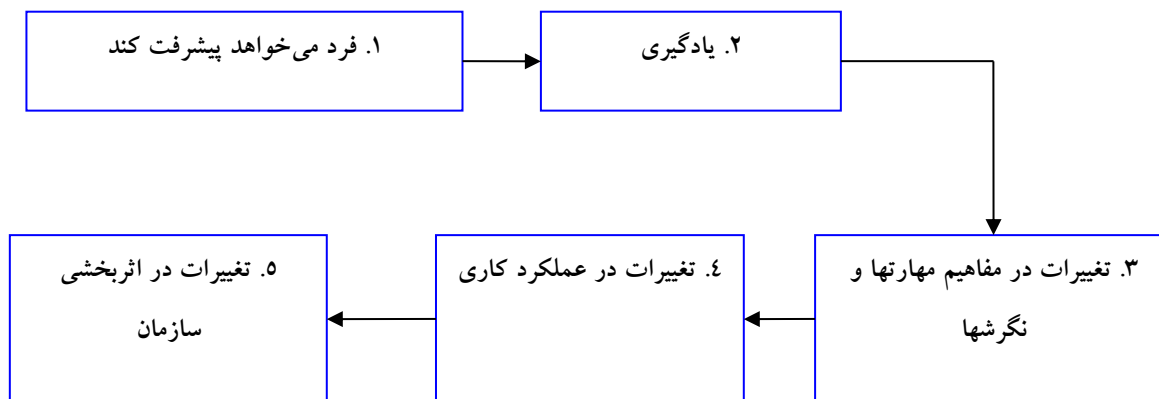 ۱. فرد می‌خواهد پیشرفت کند
۲. یادگیری
۳. تغییرات در مفاهیم مهارتها و
نگرشها
٤. تغییرات در عملکرد کاری
۵. تغییرات در اثربخشی
سازمان